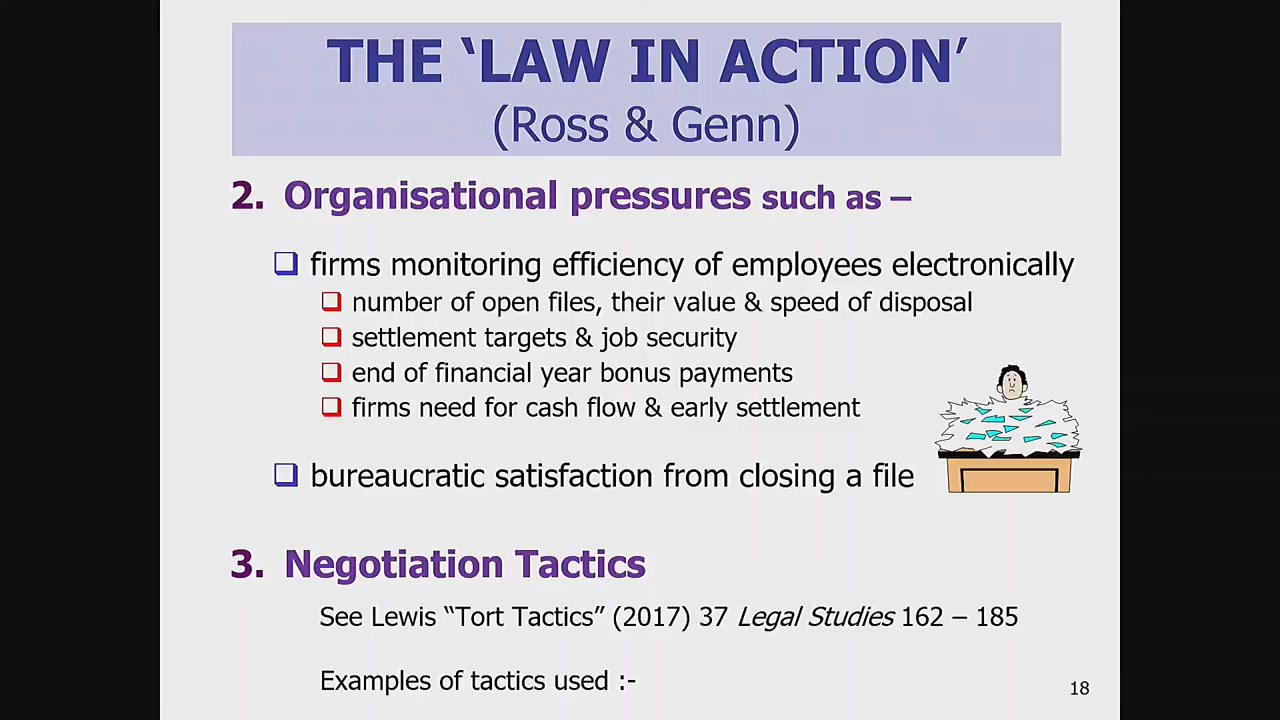 THE ‘LAW IN ACTION’
(Ross & Genn)
2. Organisational pressures such as –
firms monitoring efficiency of employees electronically
number of open files, their value & speed of disposal
settlement targets & job security
end of financial year bonus payments
firms need for cash flow & early settlement
bureaucratic satisfaction from closing a file
3. Negotiation Tactics
See Lewis “Tort Tactics” (2017) 37 Legal Studies 162 – 185
Examples of tactics used :-
18